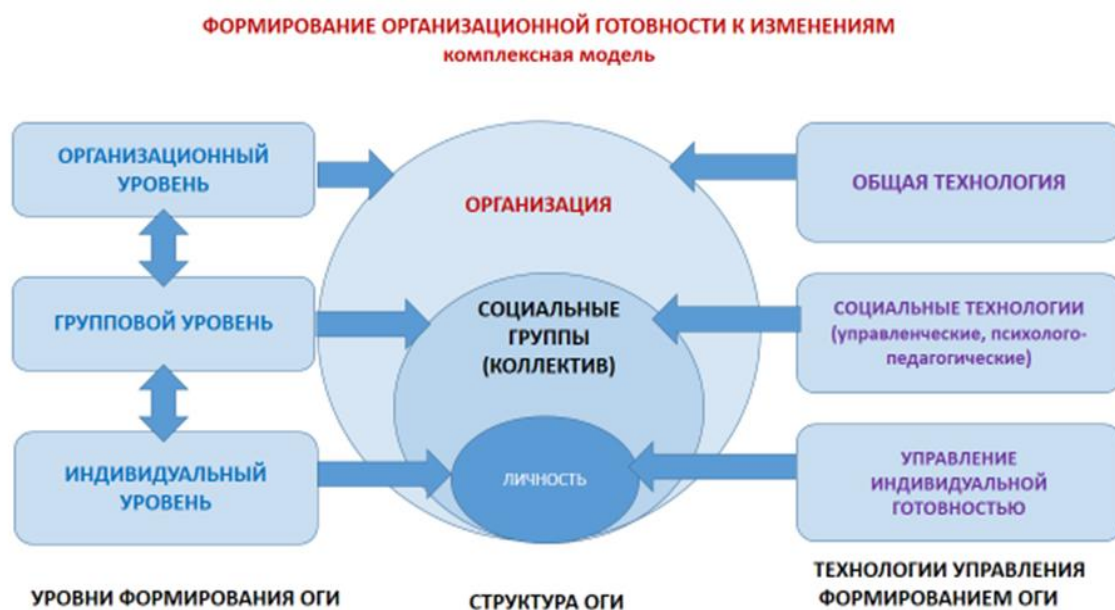 ФОРМИРОВАНИЕ ОРГАНИЗАЦИОННОЙ ГОТОВНОСТИ К ИЗМЕНЕНИЯМ
комплексная модель
ОРГАНИЗАЦИОННЫЙ
УРОВЕНЬ
ГРУППОВОЙ УРОВЕНЬ
ИНДИВИДУАЛЬНЫЙ
УРОВЕНЬ
УРОВНИ ФОРМИРОВАНИЯ ОГИ
ОРГАНИЗАЦИЯ
СОЦИАЛЬНЫЕ
ГРУППЫ
(КОЛЛЕКТИВ)
ЛИЧНОСТЬ
СТРУКТУРА ОГИ
ОБЩАЯ ТЕХНОЛОГИЯ
СОЦИАЛЬНЫЕ ТЕХНОЛОГИИ
(управленческие, психолого-
педагогические)
УПРАВЛЕНИЕ
ИНДИВИДУАЛЬНОЙ
ГОТОВНОСТЬЮ
ТЕХНОЛОГИИ УПРАВЛЕНИЯ
ФОРМИРОВАНИЕМ ОГИ